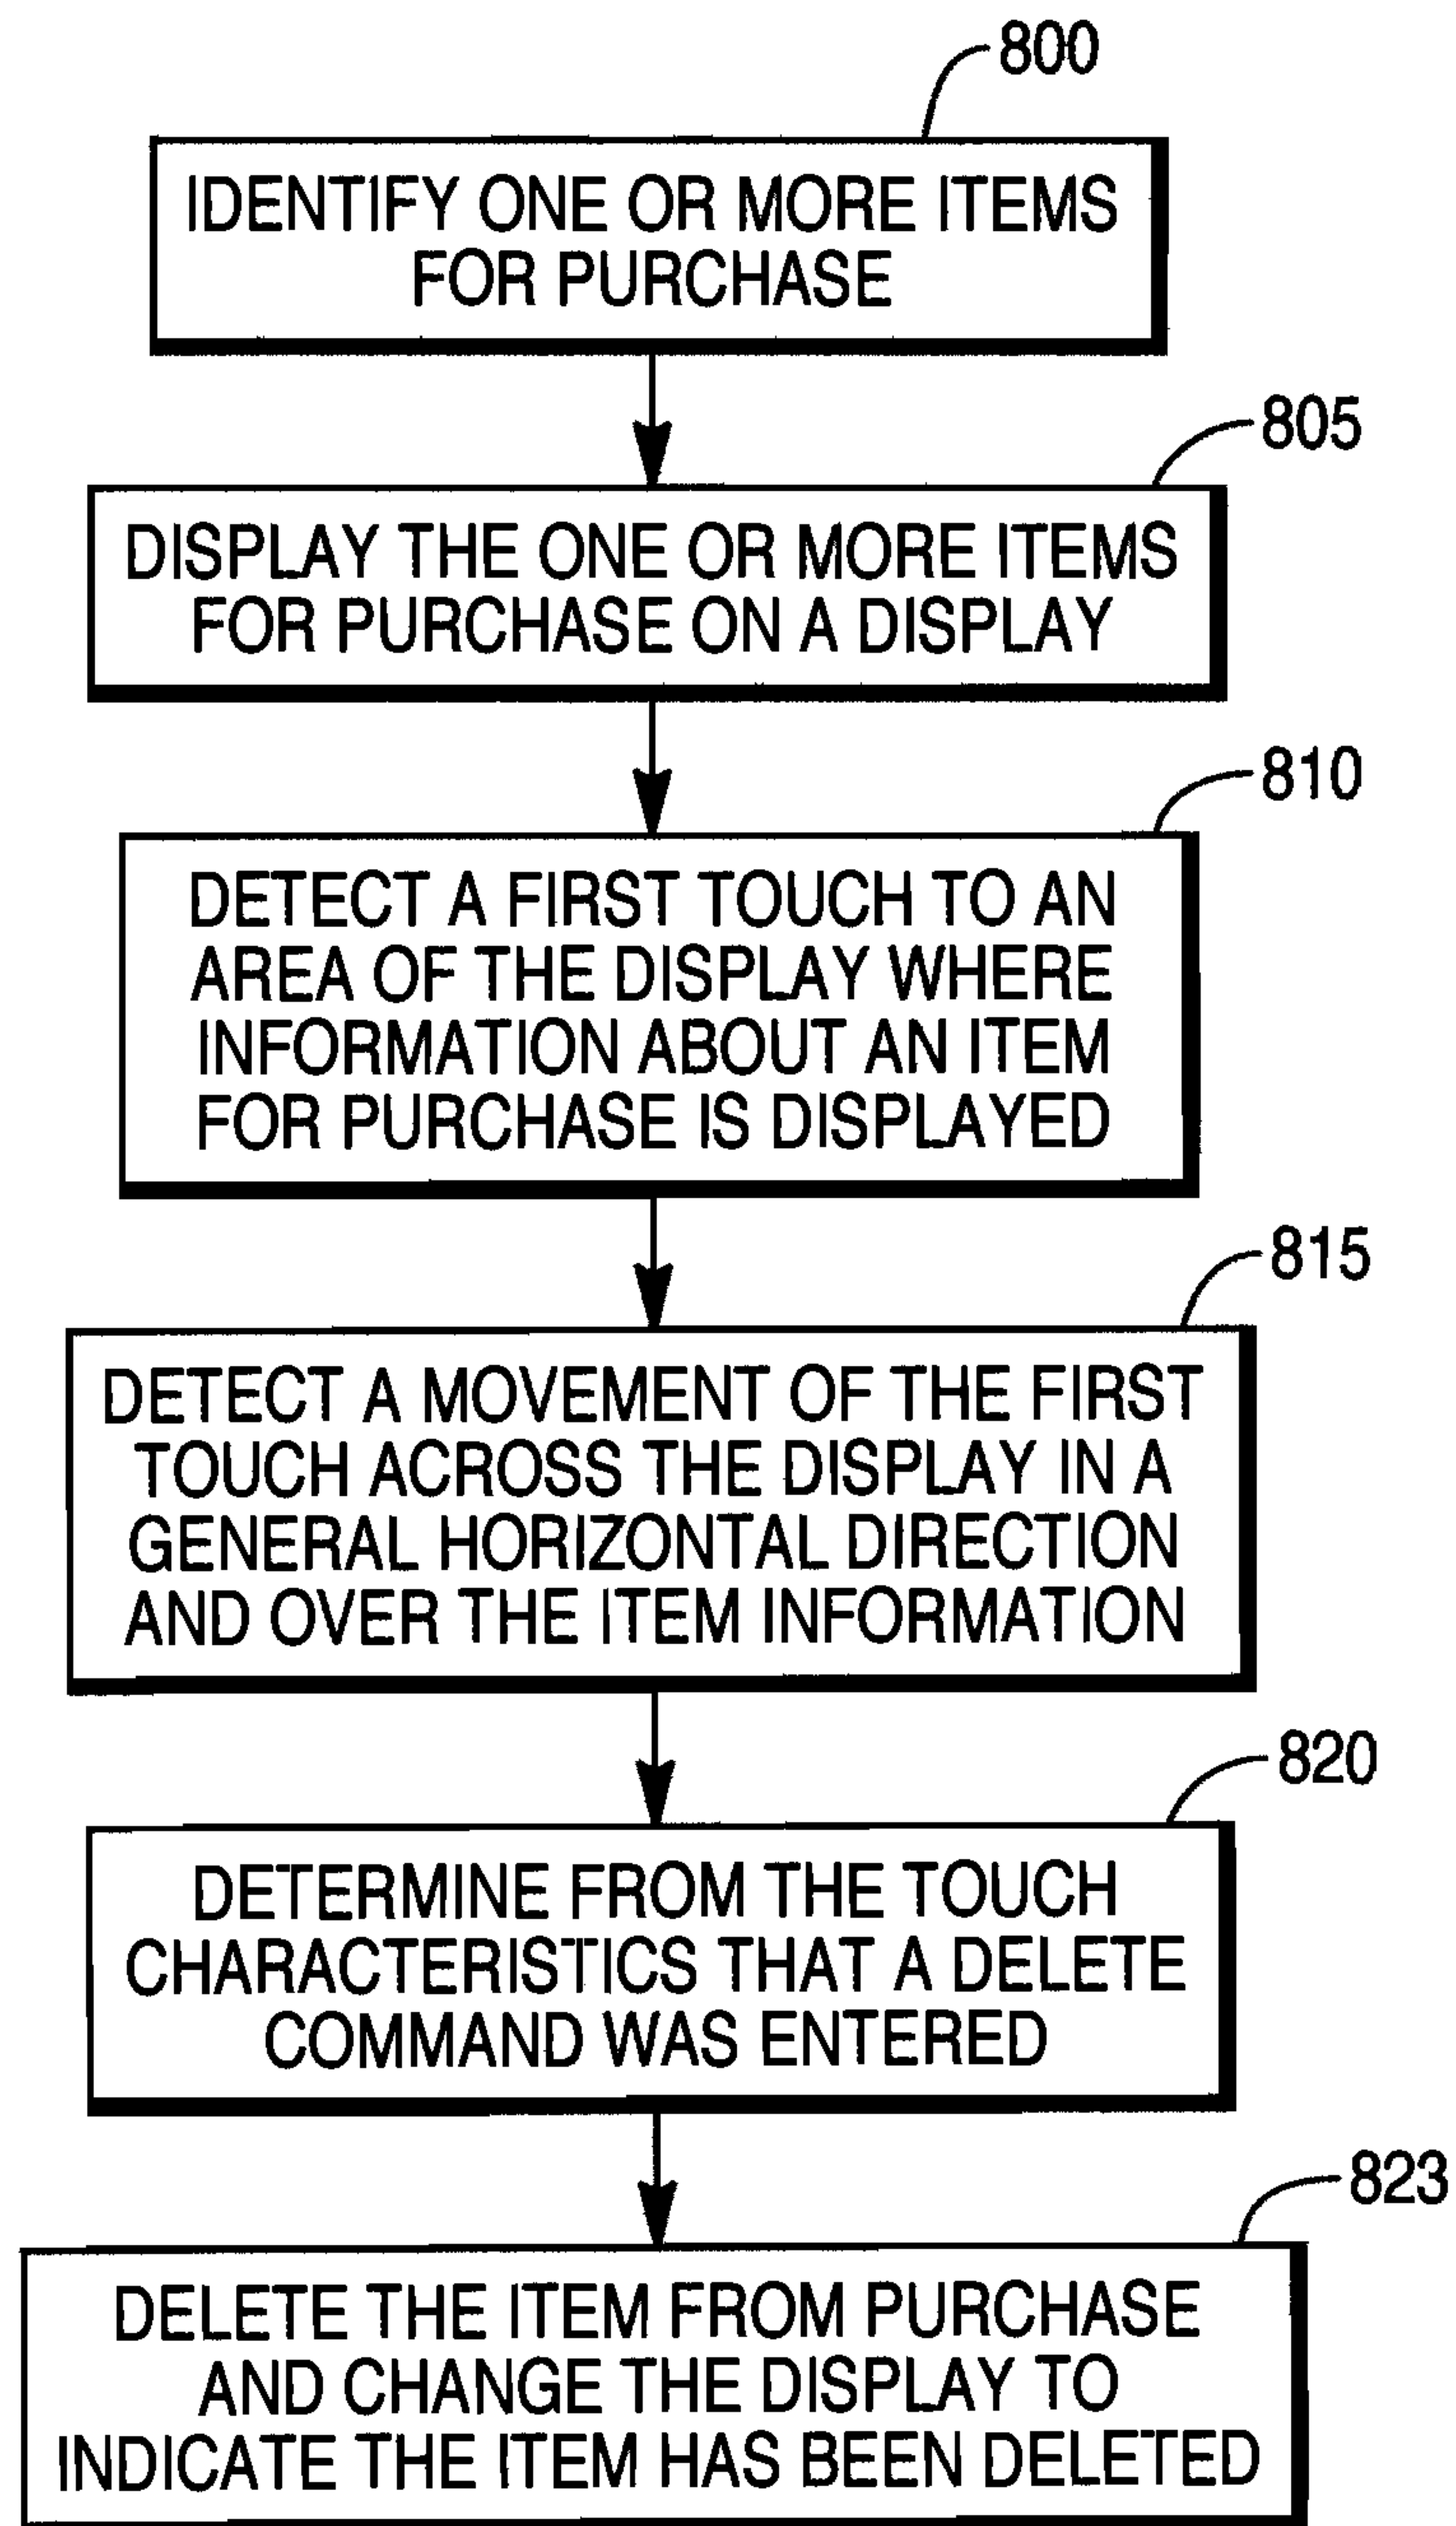 800
IDENTIFY ONE OR MORE ITEMS
FOR PURCHASE
805
DISPLAY THE ONE OR MORE ITEMS
FOR PURCHASE ON A DISPLAY
810
DETECT A FIRST TOUCH TO AN
AREA OF THE DISPLAY WHERE
INFORMATION ABOUT AN ITEM
FOR PURCHASE IS DISPLAYED
815
DETECT A MOVEMENT OF THE FIRST
TOUCH ACROSS THE DISPLAY IN A
GENERAL HORIZONTAL DIRECTION
AND OVER THE ITEM INFORMATION
820
DETERMINE FROM THE TOUCH
CHARACTERISTICS THAT A DELETE
COMMAND WAS ENTERED
823
DELETE THE ITEM FROM PURCHASE
AND CHANGE THE DISPLAY TO
INDICATE THE ITEM HAS BEEN DELETED